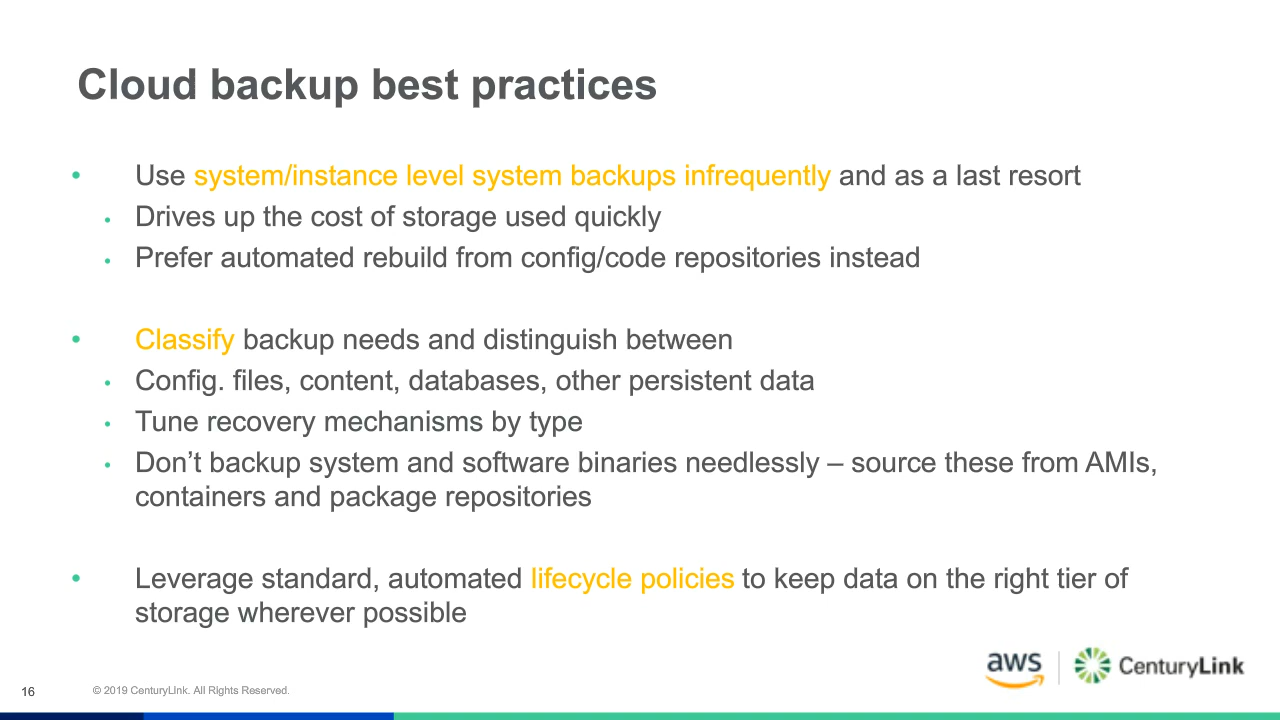 Cloud backup best practices
• Use system/instance level system backups infrequently and as a last resort
• Drives up the cost of storage used quickly
• Prefer automated rebuild from config/code repositories instead
• Classify backup needs and distinguish between
• Config. files, content, databases, other persistent data
• Tune recovery mechanisms by type
• Don’t backup system and software binaries needlessly – source these from AMIs,
containers and package repositories
• Leverage standard, automated lifecycle policies to keep data on the right tier of
storage wherever possible
aws | CenturyLink
16 © 2019 CenturyLInk. All Rights Reserved.